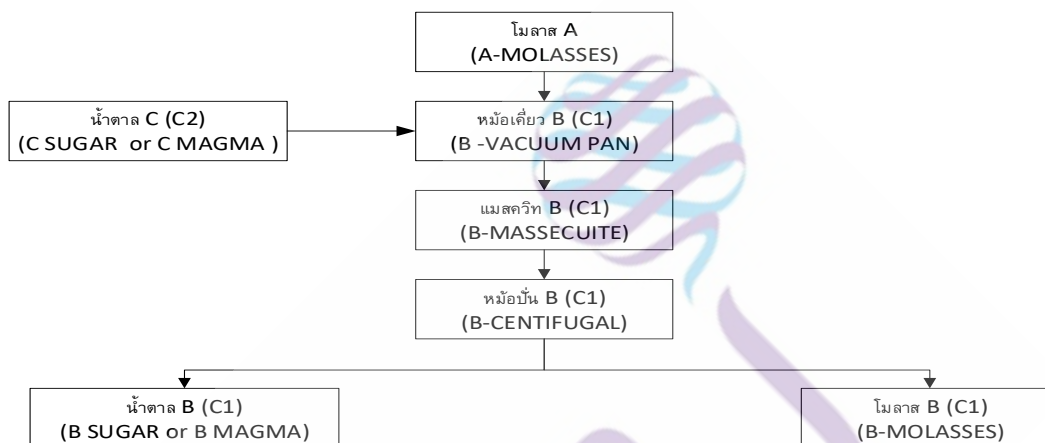 โมลาส A
(A-MOLASSES)
น้ำตาล C (C2)
(C SUGAR or C MAGMA )
หม้อเคี่ยว B (C1)
(B -VACUUM PAN)
แมสควิท B (C1)
(B-MASSECUITE)
หม้อปั่น B (C1)
(B-CENTIFUGAL)
น้ำตาล B (C1)
(B SUGAR or B MAGMA)
โมลาส B (C1)
(B-MOLASSES)